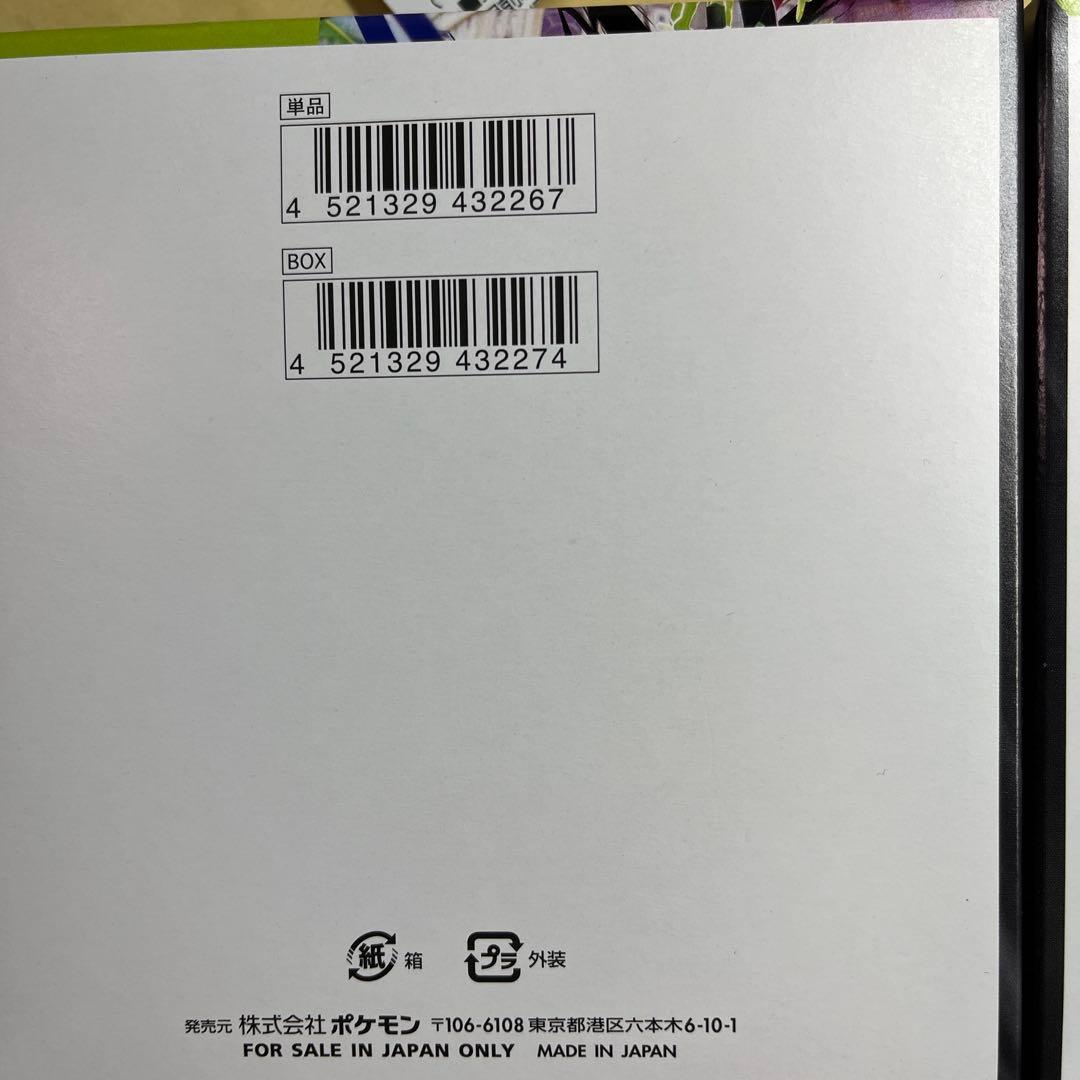 単品
4 521329 432267
BOX
4 521329 432274
紙 箱 プラ 外装
発売元 株式会社 ポケモン 〒106-6108 東京都港区六本木6-10-1
FOR SALE IN JAPAN ONLY MADE IN JAPAN